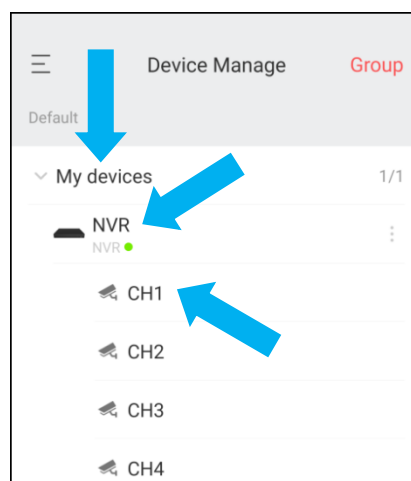 Device Manage Group
Default
My devices 1/1
NVR
NVR
CH1
CH2
CH3
CH4